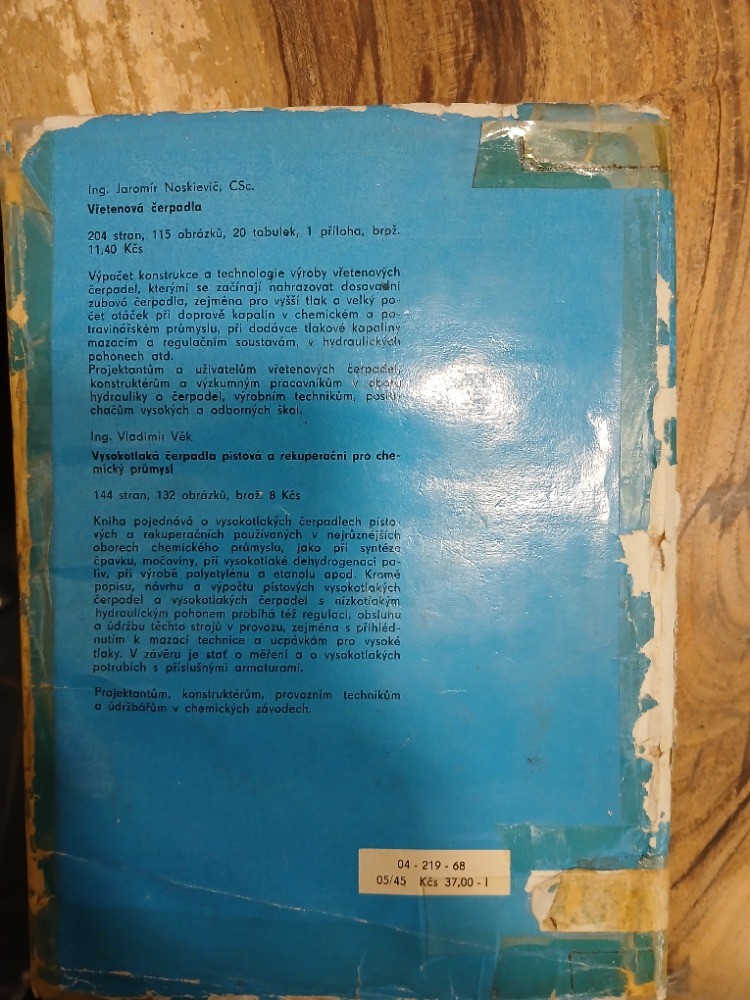 Ing. Jaromír Noskievič, CSc.
Vřetenová čerpadla
204 stran, 115 obrázků, 20 tabulek, 1 příloha, brož.
11,40 Kčs
Výpočet konstrukce a technologie výroby vřetenových
čerpadel, kterými se začínají nahrazovat dosavadní
zubová čerpadla, zejména pro vyšší tlak a velký po-
čet otáček při dopravě kapalin v chemickém a po-
travinářském průmyslu, při dodávce tlakové kapaliny
mazacím a regulačním soustavám, v hydraulických
pohonech atd.
Projektantům a uživatelům vřetenových čerpadel,
konstruktérům a výzkumným pracovníkům v oboru
hydrauliky a čerpadel, výrobním technikům, poslu-
chačům vysokých a odborných škol.
Ing. Vladimír Věk
Vysokotlaká čerpadla pístová a rekuperační pro che-
mický průmysl
144 stran, 132 obrázků, brož. 8 Kčs
Kniha pojednává o vysokotlakých čerpadlech písto-
vých a rekuperačních používaných v nejrůznějších
oborech chemického průmyslu, jako při syntéze
čpavku, močoviny, při vysokotlaké dehydrogenaci pa-
liv, při výrobě polyetylénu a etanolu apod. Kromě
popisu, návrhu a výpočtu pístových vysokotlakých
čerpadel a vysokotlakých čerpadel s nízkotlakým
hydraulickým pohonem probíhá též regulaci, obsluhu
a údržbu těchto strojů v provozu, zejména s přihléd-
nutím k mazací technice a ucpávkám pro vysoké
tlaky. V závěru je stať o měření a o vysokotlakých
potrubích s příslušnými armaturami.
Projektantům, konstruktérům, provozním technikům
a údržbářům v chemických závodech.
04 - 219 - 68
05/45 Kčs 37,00 - I